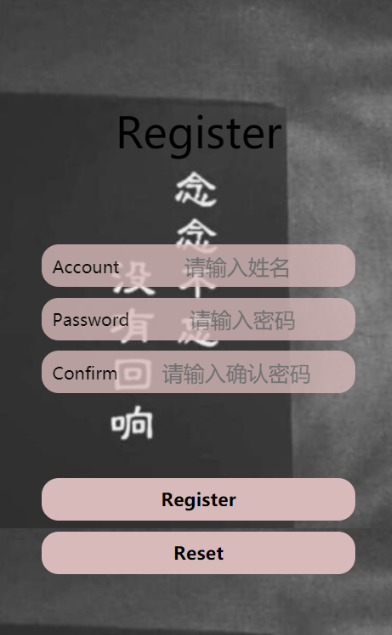 Register
念念不忘
没有回响
Account 请输入姓名
Password 请输入密码
Confirm 请输入确认密码
Register
Reset